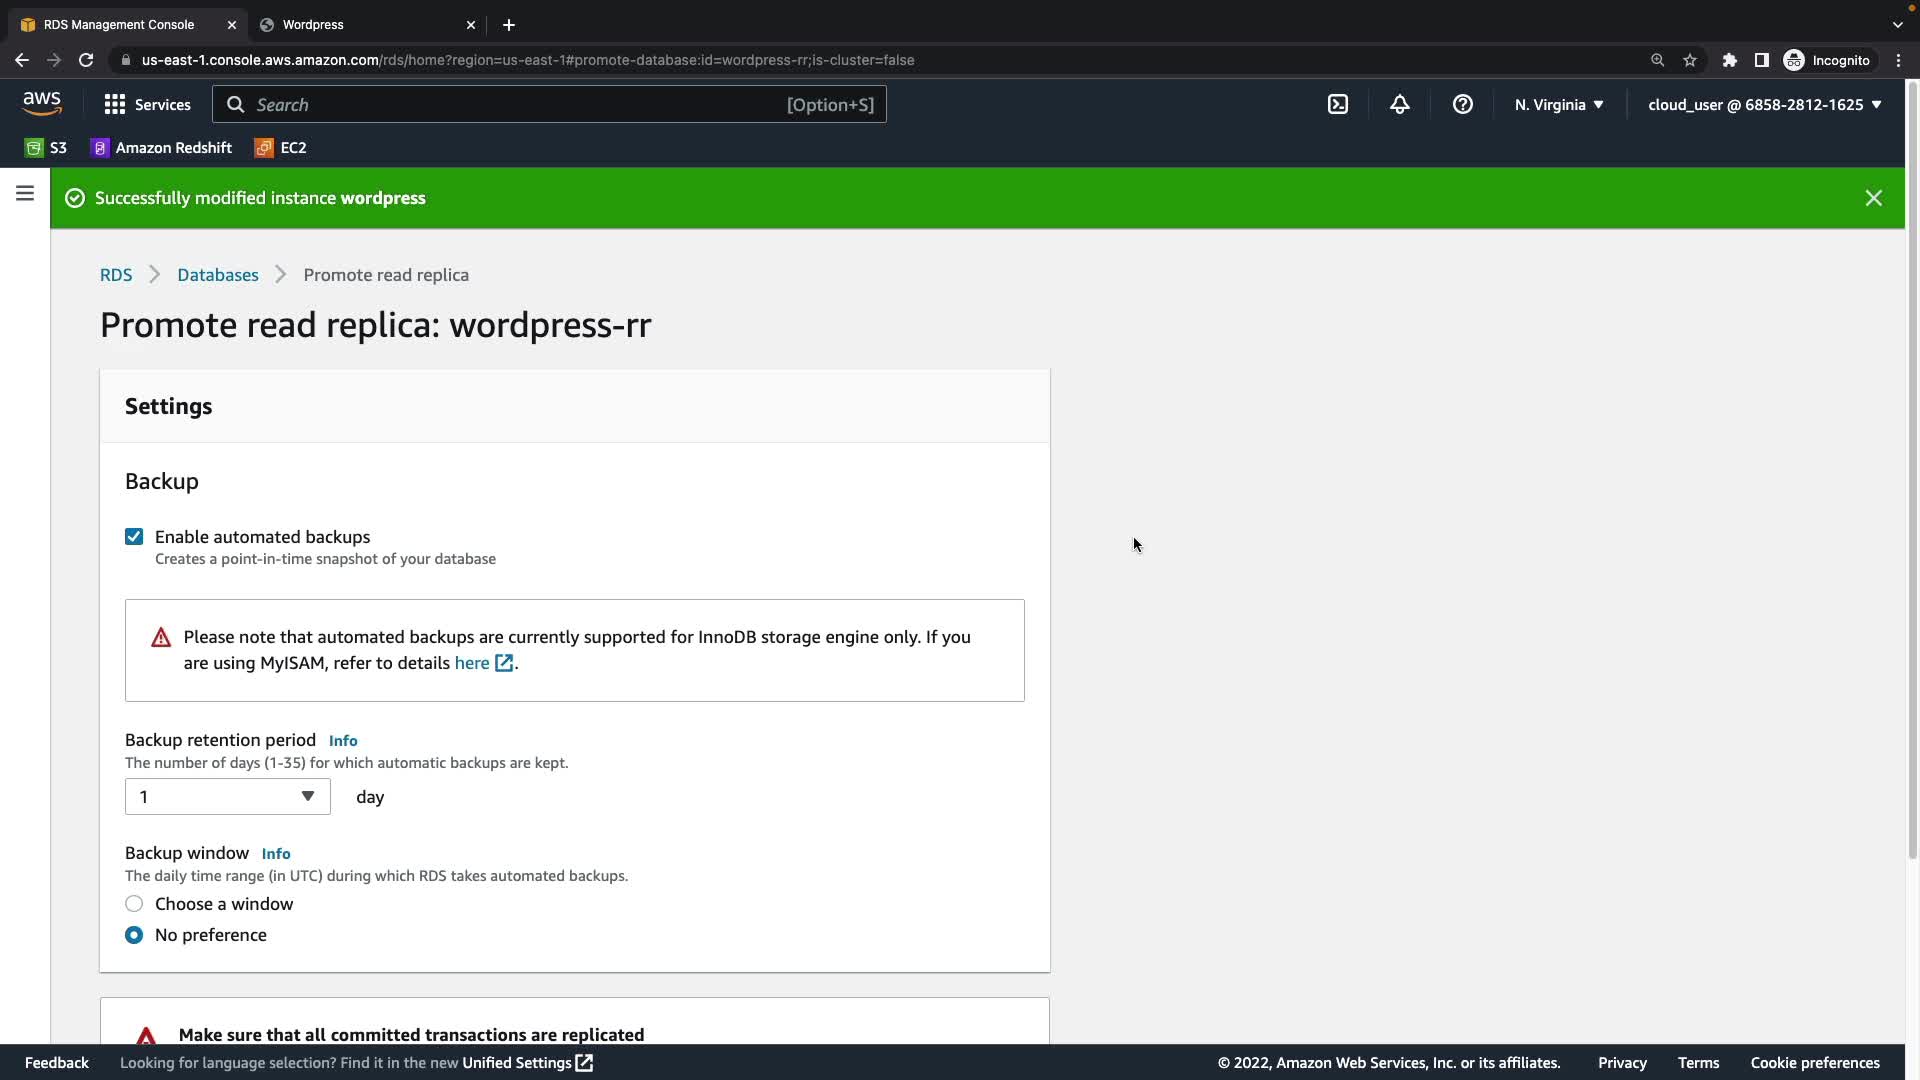 RDS Management Console
Wordpress
us-east-1.console.aws.amazon.com/rds/home?region=us-east-1#promote-database:id=wordpress-rr;is-cluster=false
Incognito
aws
Services
Search
[Option+S]
N. Virginia
cloud_user @ 6858-2812-1625
S3
Amazon Redshift
EC2
Successfully modified instance wordpress
RDS
Databases
Promote read replica
Promote read replica: wordpress-rr
Settings
Backup
Enable automated backups
Creates a point-in-time snapshot of your database
Please note that automated backups are currently supported for InnoDB storage engine only. If you
are using MyISAM, refer to details here .
Backup retention period Info
The number of days (1-35) for which automatic backups are kept.
1
day
Backup window Info
The daily time range (in UTC) during which RDS takes automated backups.
Choose a window
No preference
Make sure that all committed transactions are replicated
Feedback
Looking for language selection? Find it in the new Unified Settings
© 2022, Amazon Web Services, Inc. or its affiliates.
Privacy
Terms
Cookie preferences